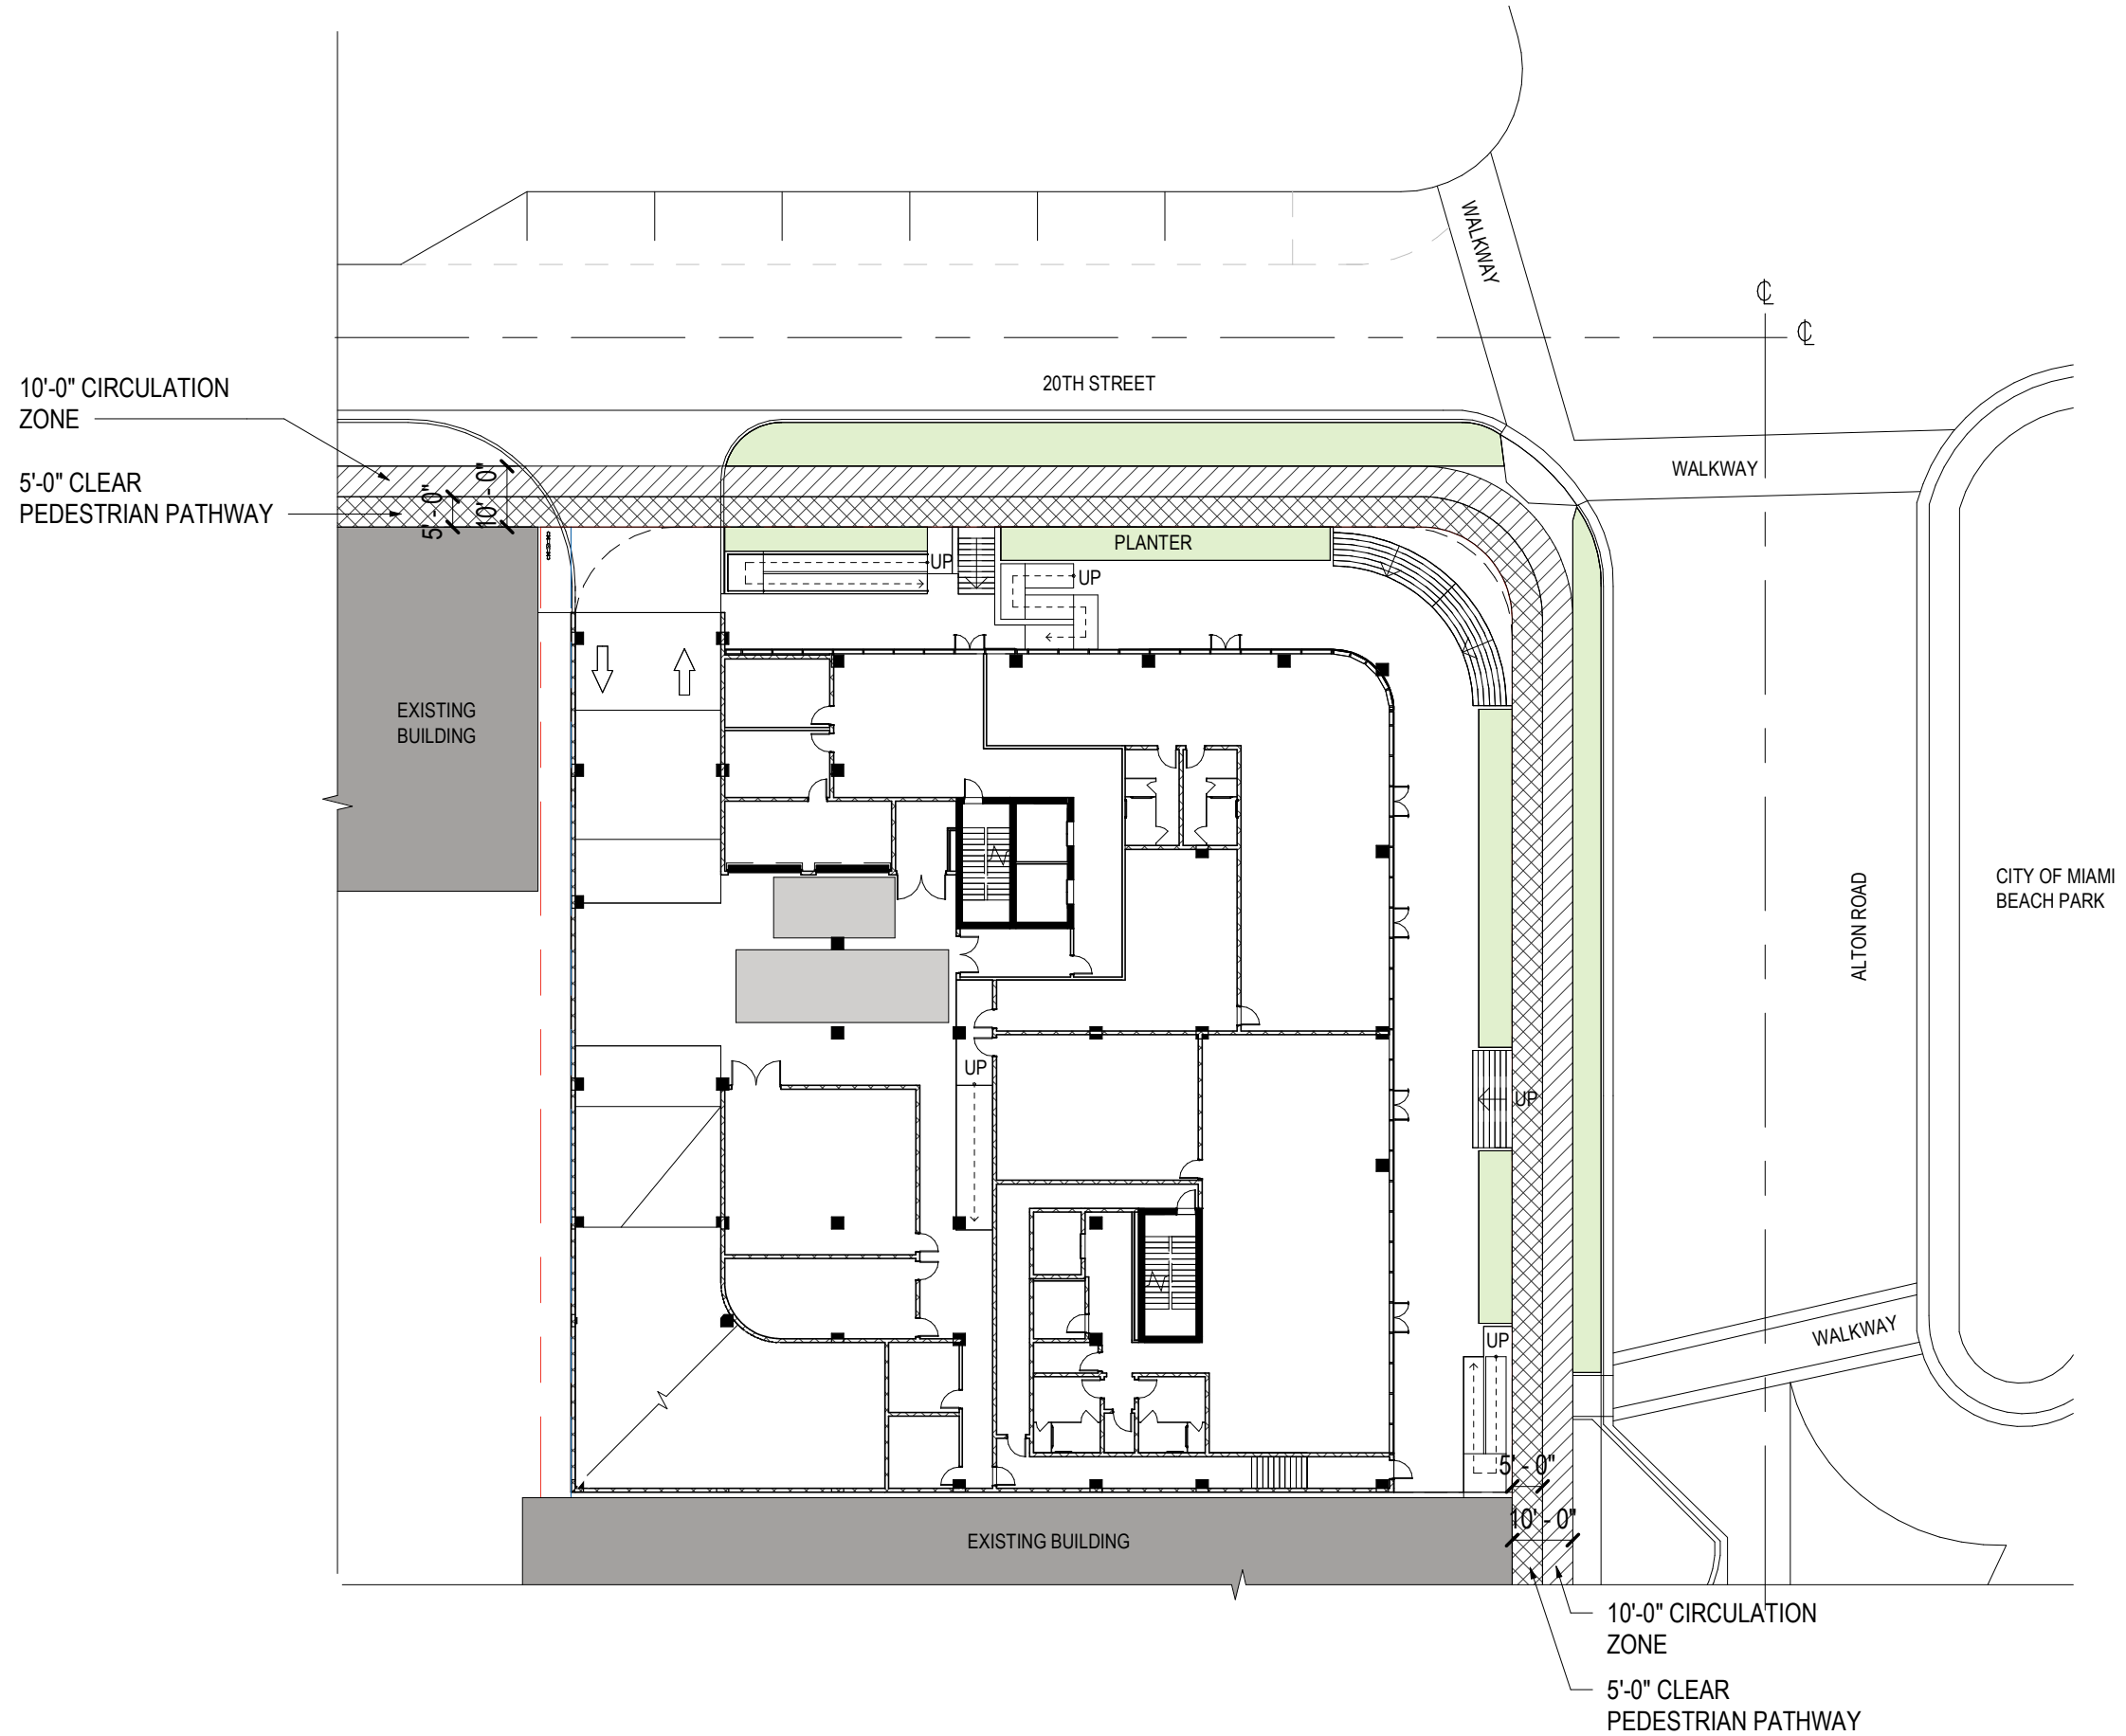 WALKWAY
℄
℄
20TH STREET
10'-0" CIRCULATION
ZONE
5'-0" CLEAR
PEDESTRIAN PATHWAY
5' - 0"
10' - 0"
WALKWAY
PLANTER
UP
UP
EXISTING
BUILDING
CITY OF MIAMI
BEACH PARK
ALTON ROAD
UP
UP
WALKWAY
UP
5' - 0"
10' - 0"
EXISTING BUILDING
10'-0" CIRCULATION
ZONE
5'-0" CLEAR
PEDESTRIAN PATHWAY